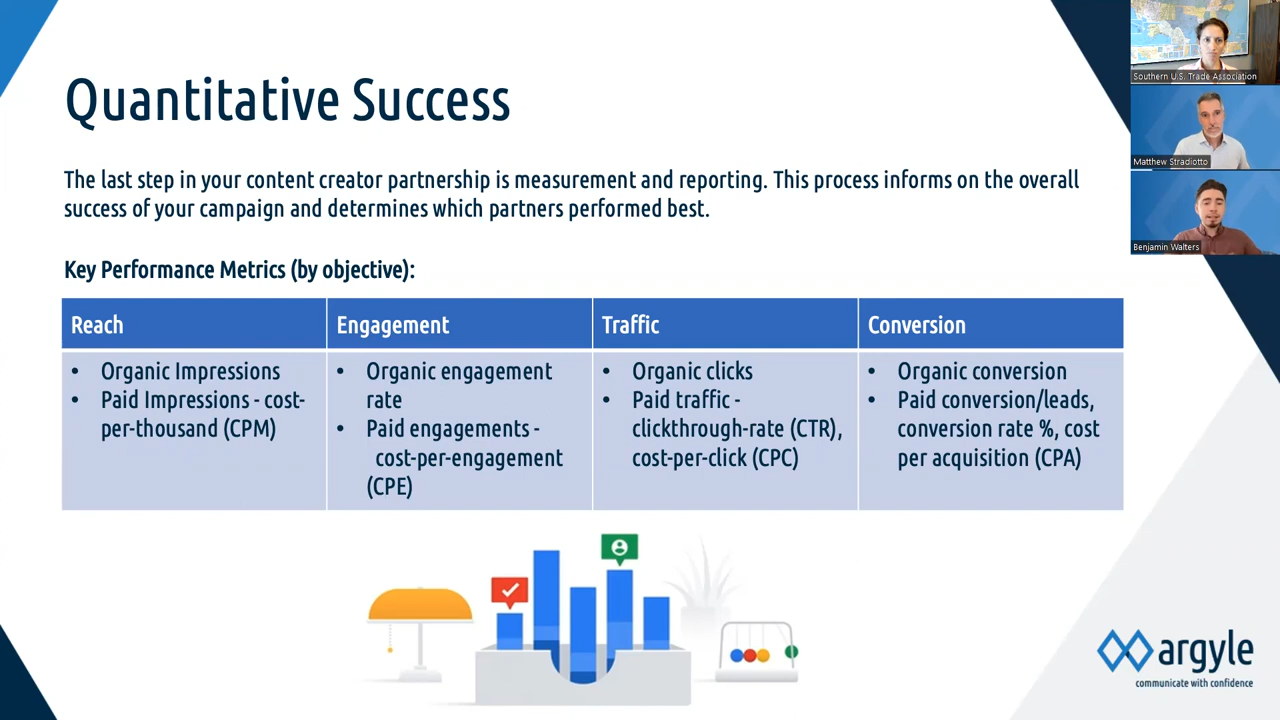 Quantitative Success
The last step in your content creator partnership is measurement and reporting. This process informs on the overall
success of your campaign and determines which partners performed best.
Key Performance Metrics (by objective):
Reach
• Organic Impressions
• Paid Impressions - cost-
per-thousand (CPM)
Engagement
• Organic engagement
rate
• Paid engagements -
cost-per-engagement
(CPE)
Traffic
• Organic clicks
• Paid traffic -
clickthrough-rate (CTR),
cost-per-click (CPC)
Conversion
• Organic conversion
• Paid conversion/leads,
conversion rate %, cost
per acquisition (CPA)
Southern U.S. Trade Association
Matthew Stradiotto
Benjamin Walters
argyle
communicate with confidence